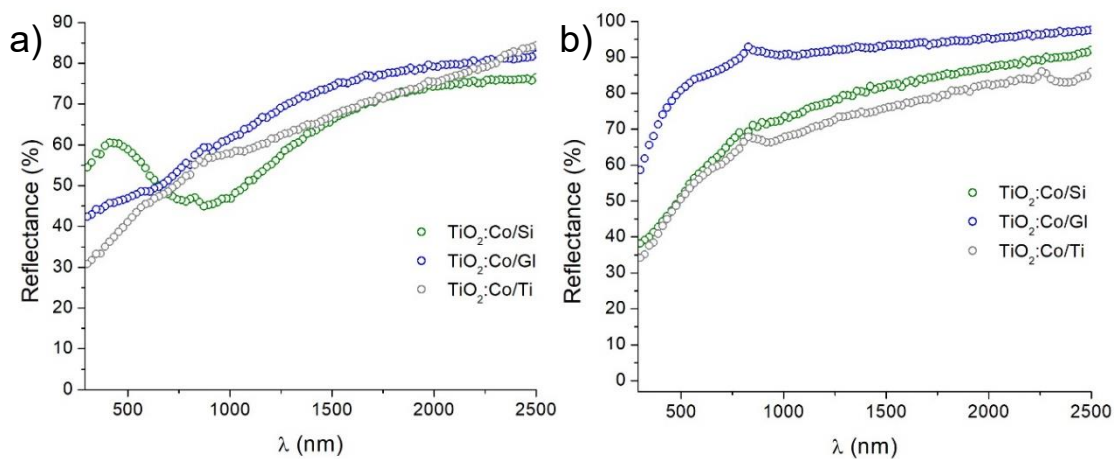 a)
90
80
70
60
50
40
30
20
10
0
Reflectance (%)
500
1000
1500
2000
2500
λ (nm)
TiO2:Co/Si
TiO2:Co/Gl
TiO2:Co/Ti
b)
100
90
80
70
60
50
40
30
20
10
0
Reflectance (%)
500
1000
1500
2000
2500
λ (nm)
TiO2:Co/Si
TiO2:Co/Gl
TiO2:Co/Ti